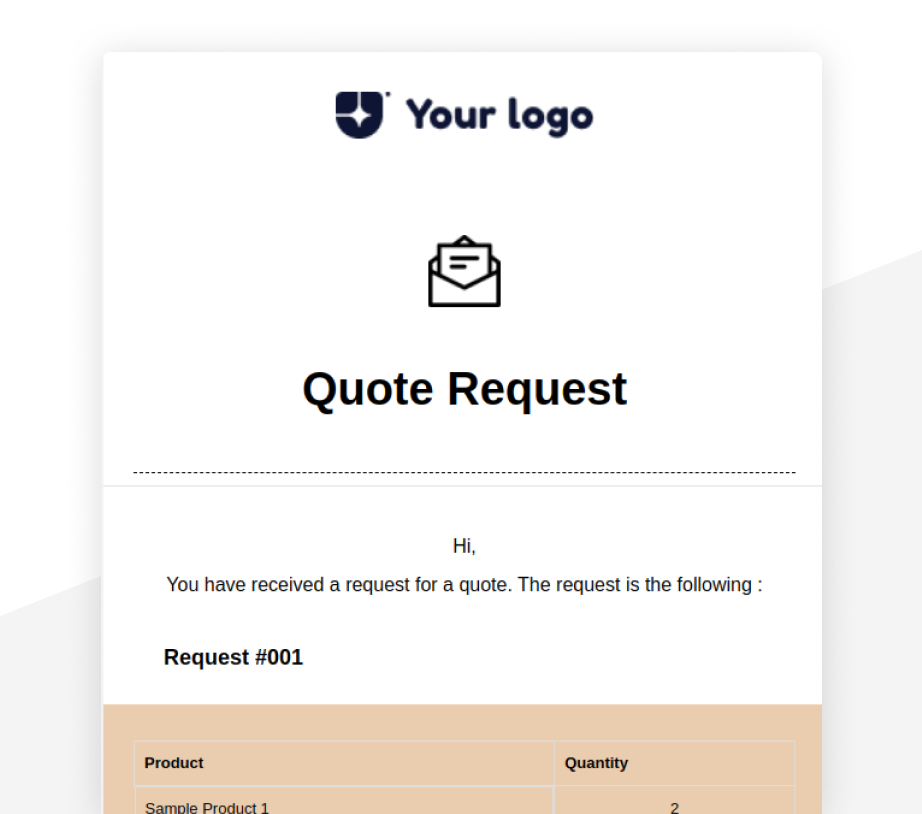 Your logo
Quote Request
Hi,
You have received a request for a quote. The request is the following :
Request #001
Product Quantity
Sample Product 1 2